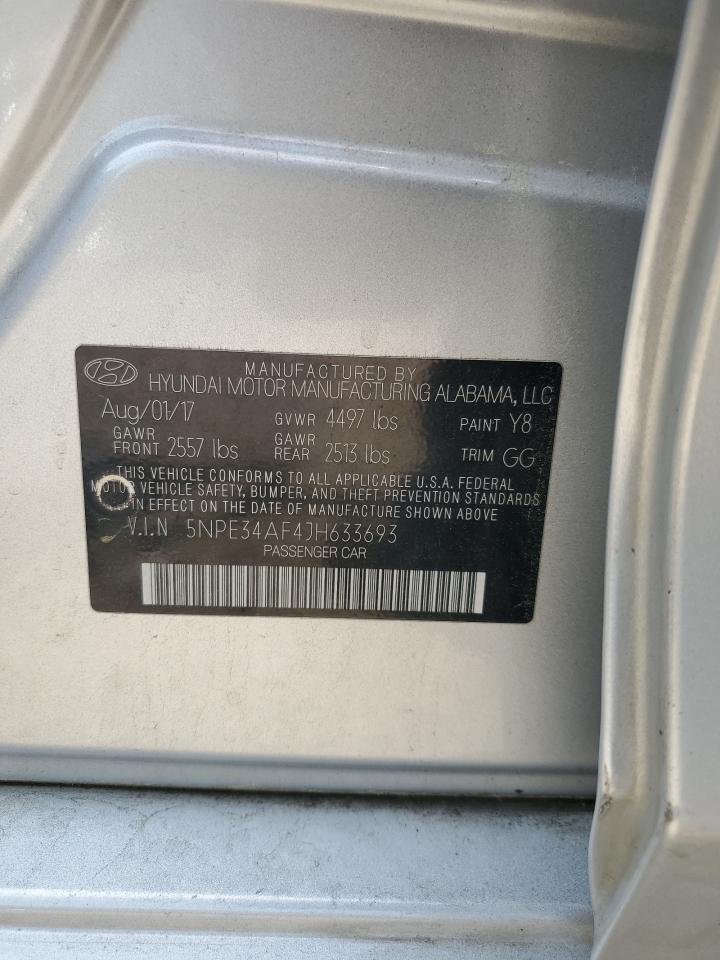 MANUFACTURED BY
HYUNDAI MOTOR MANUFACTURING ALABAMA, LLC
Aug/01/17 GVWR 4497 lbs PAINT Y8
GAWR FRONT 2557 lbs GAWR REAR 2513 lbs TRIM GG
THIS VEHICLE CONFORMS TO ALL APPLICABLE U.S.A. FEDERAL
MOTOR VEHICLE SAFETY, BUMPER, AND THEFT PREVENTION STANDARDS
IN EFFECT ON THE DATE OF MANUFACTURE SHOWN ABOVE
V.I.N 5NPE34AF4JH633693
PASSENGER CAR